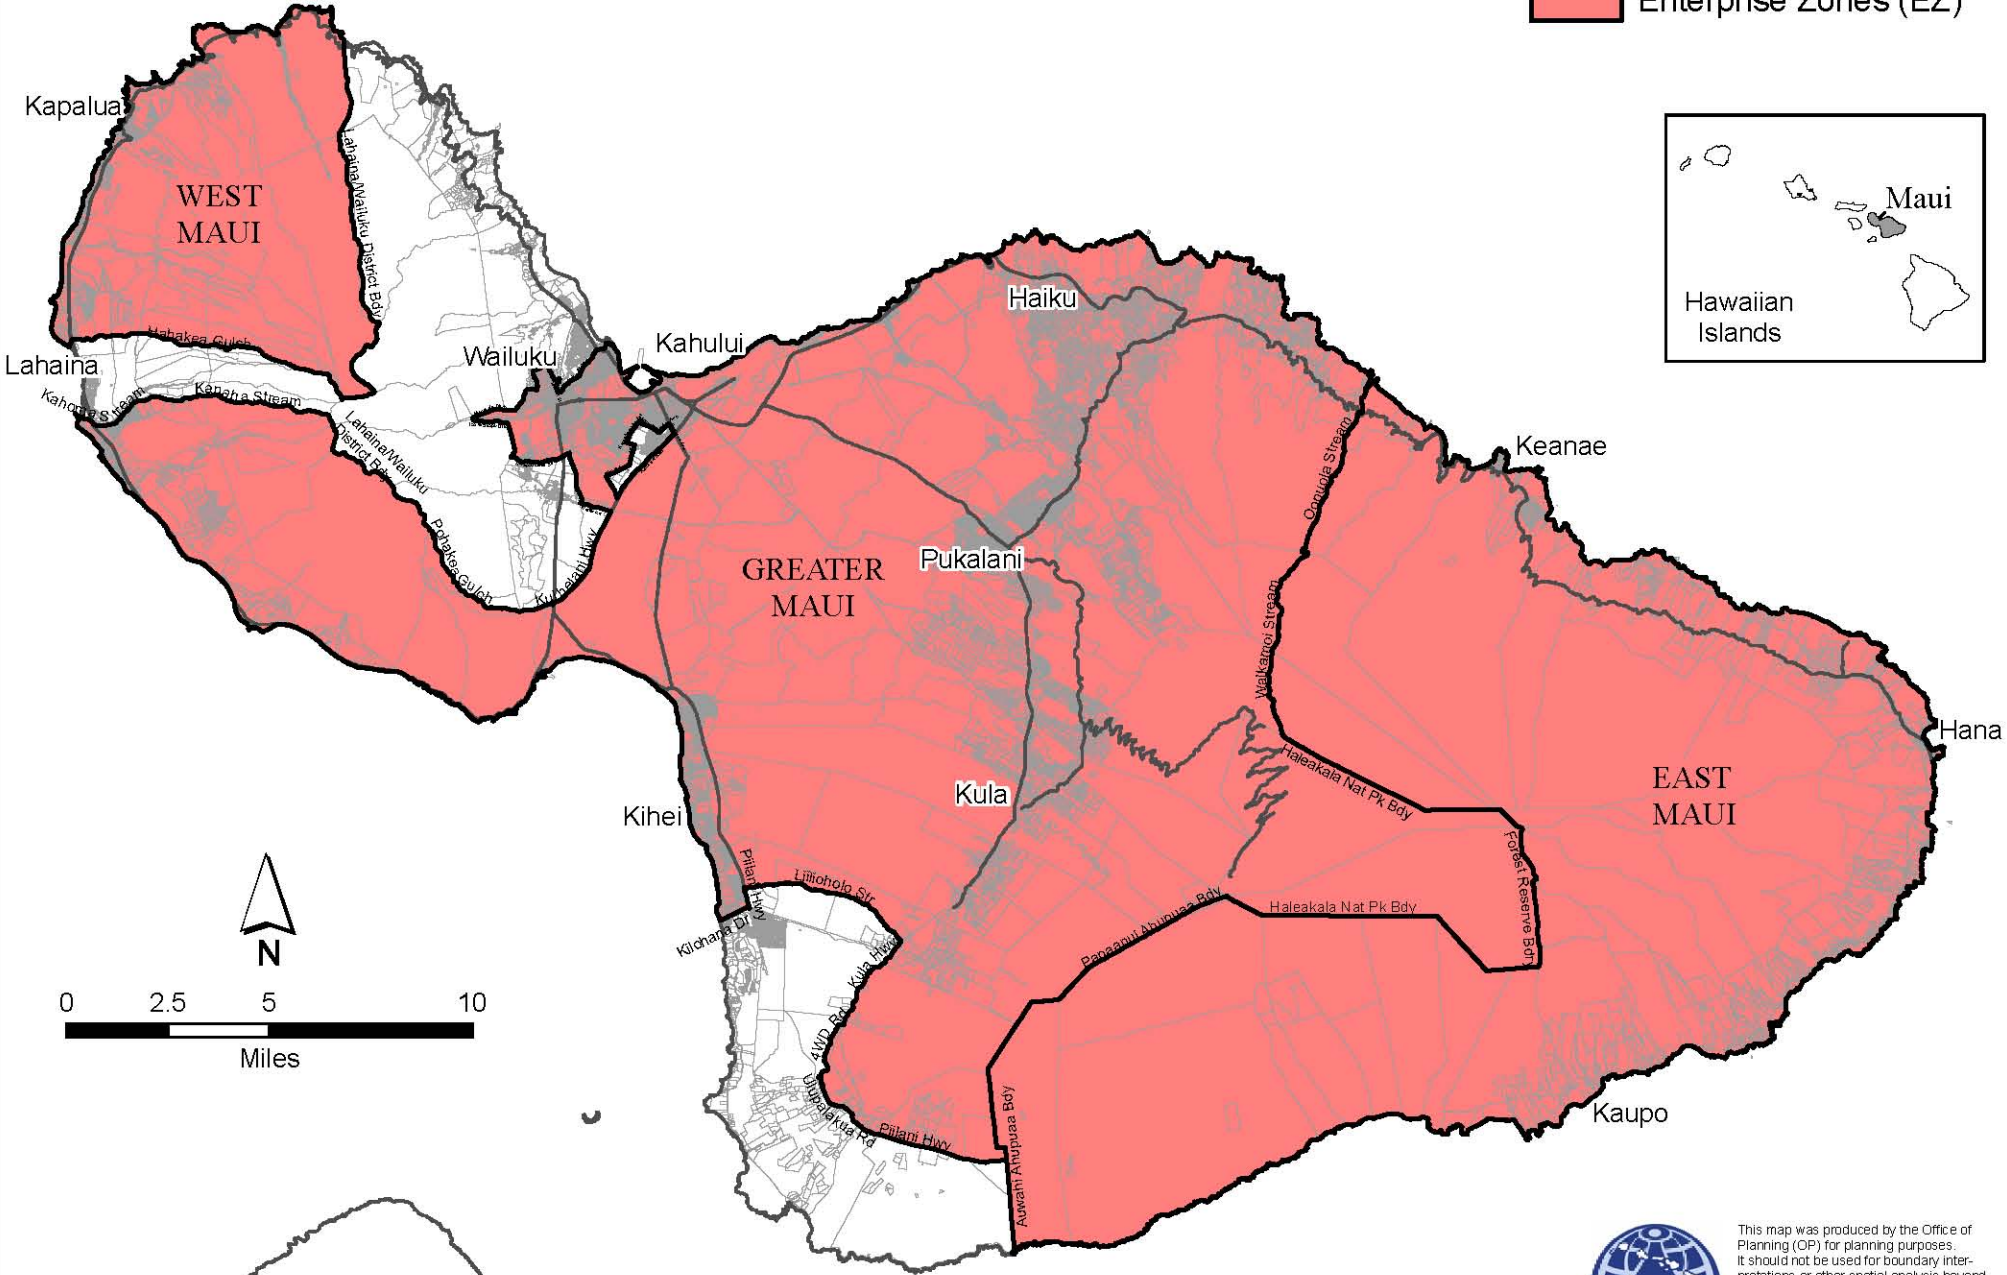 Enterprise Zones (EZ)
Kapalua
WEST
MAUI
Lahaina/Wailuku District Bdy
Maui
Hawaiian
Islands
Haiku
Hahakea Gulch
Kahului
Wailuku
Lahaina
Kanaha Stream
Kahoma Stream
Lahaina/Wailuku
District Bdy
Keanae
Oopuola Stream
Pohakea Gulch
Kuihelani Hwy
Pukalani
GREATER
MAUI
Waikamoi Stream
Hana
Haleakala Nat Pk Bdy
EAST
MAUI
Kula
Kihei
Piilani Hwy
Lilioholo Str
Forest Reserve Bdry
Haleakala Nat Pk Bdy
Papaanui Ahupuaa Bdy
Kilohana Dr
Kula Hwy
N
0 2.5 5 10
Miles
4WD Rd
Ulupalakua Rd
Piilani Hwy
Auwahi Ahupuaa Bdy
Kaupo
This map was produced by the Office of
Planning (OP) for planning purposes.
It should not be used for boundary inter-